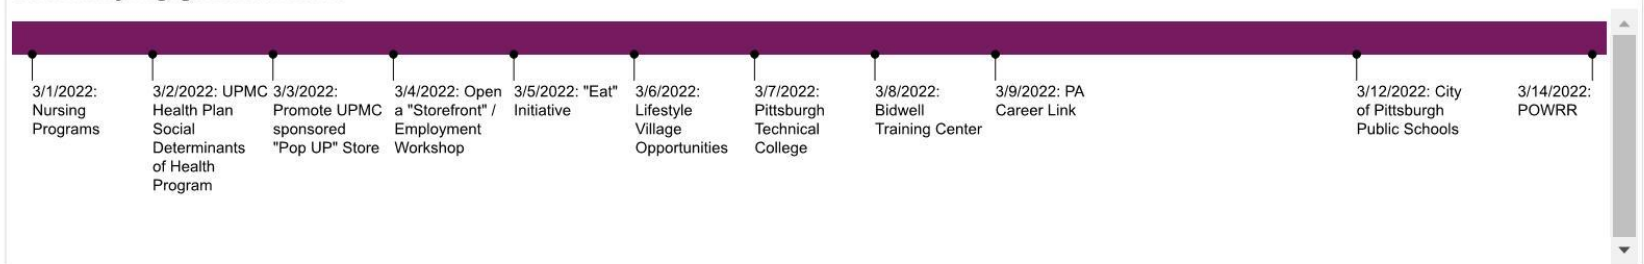 3/1/2022:
Nursing
Programs
3/2/2022: UPMC
Health Plan
Social
Determinants
of Health
Program
3/3/2022:
Promote UPMC
sponsored
"Pop UP" Store
3/4/2022: Open
a "Storefront" /
Employment
Workshop
3/5/2022: "Eat"
Initiative
3/6/2022:
Lifestyle
Village
Opportunities
3/7/2022:
Pittsburgh
Technical
College
3/8/2022:
Bidwell
Training Center
3/9/2022: PA
Career Link
3/12/2022: City
of Pittsburgh
Public Schools
3/14/2022:
POWRR